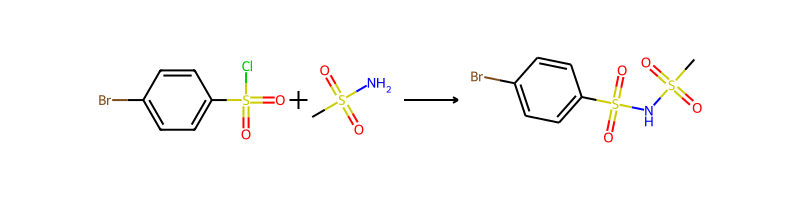 Br Cl S O O + O S NH2 O
Br O S O N H O S O